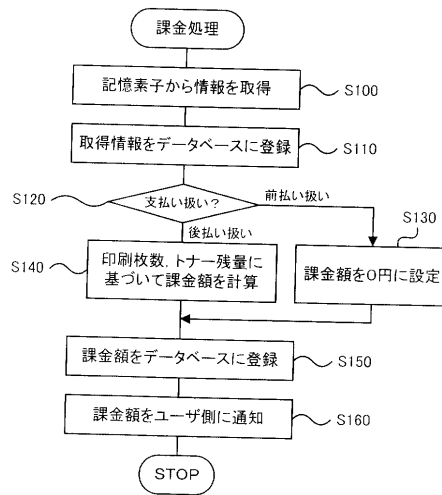 課金処理
記憶素子から情報を取得
S100
取得情報をデータベースに登録
S110
S120
支払い扱い?
前払い扱い
後払い扱い
S130
課金額を0円に設定
S140
印刷枚数,トナー残量に
基づいて課金額を計算
課金額をデータベースに登録
S150
課金額をユーザ側に通知
S160
STOP